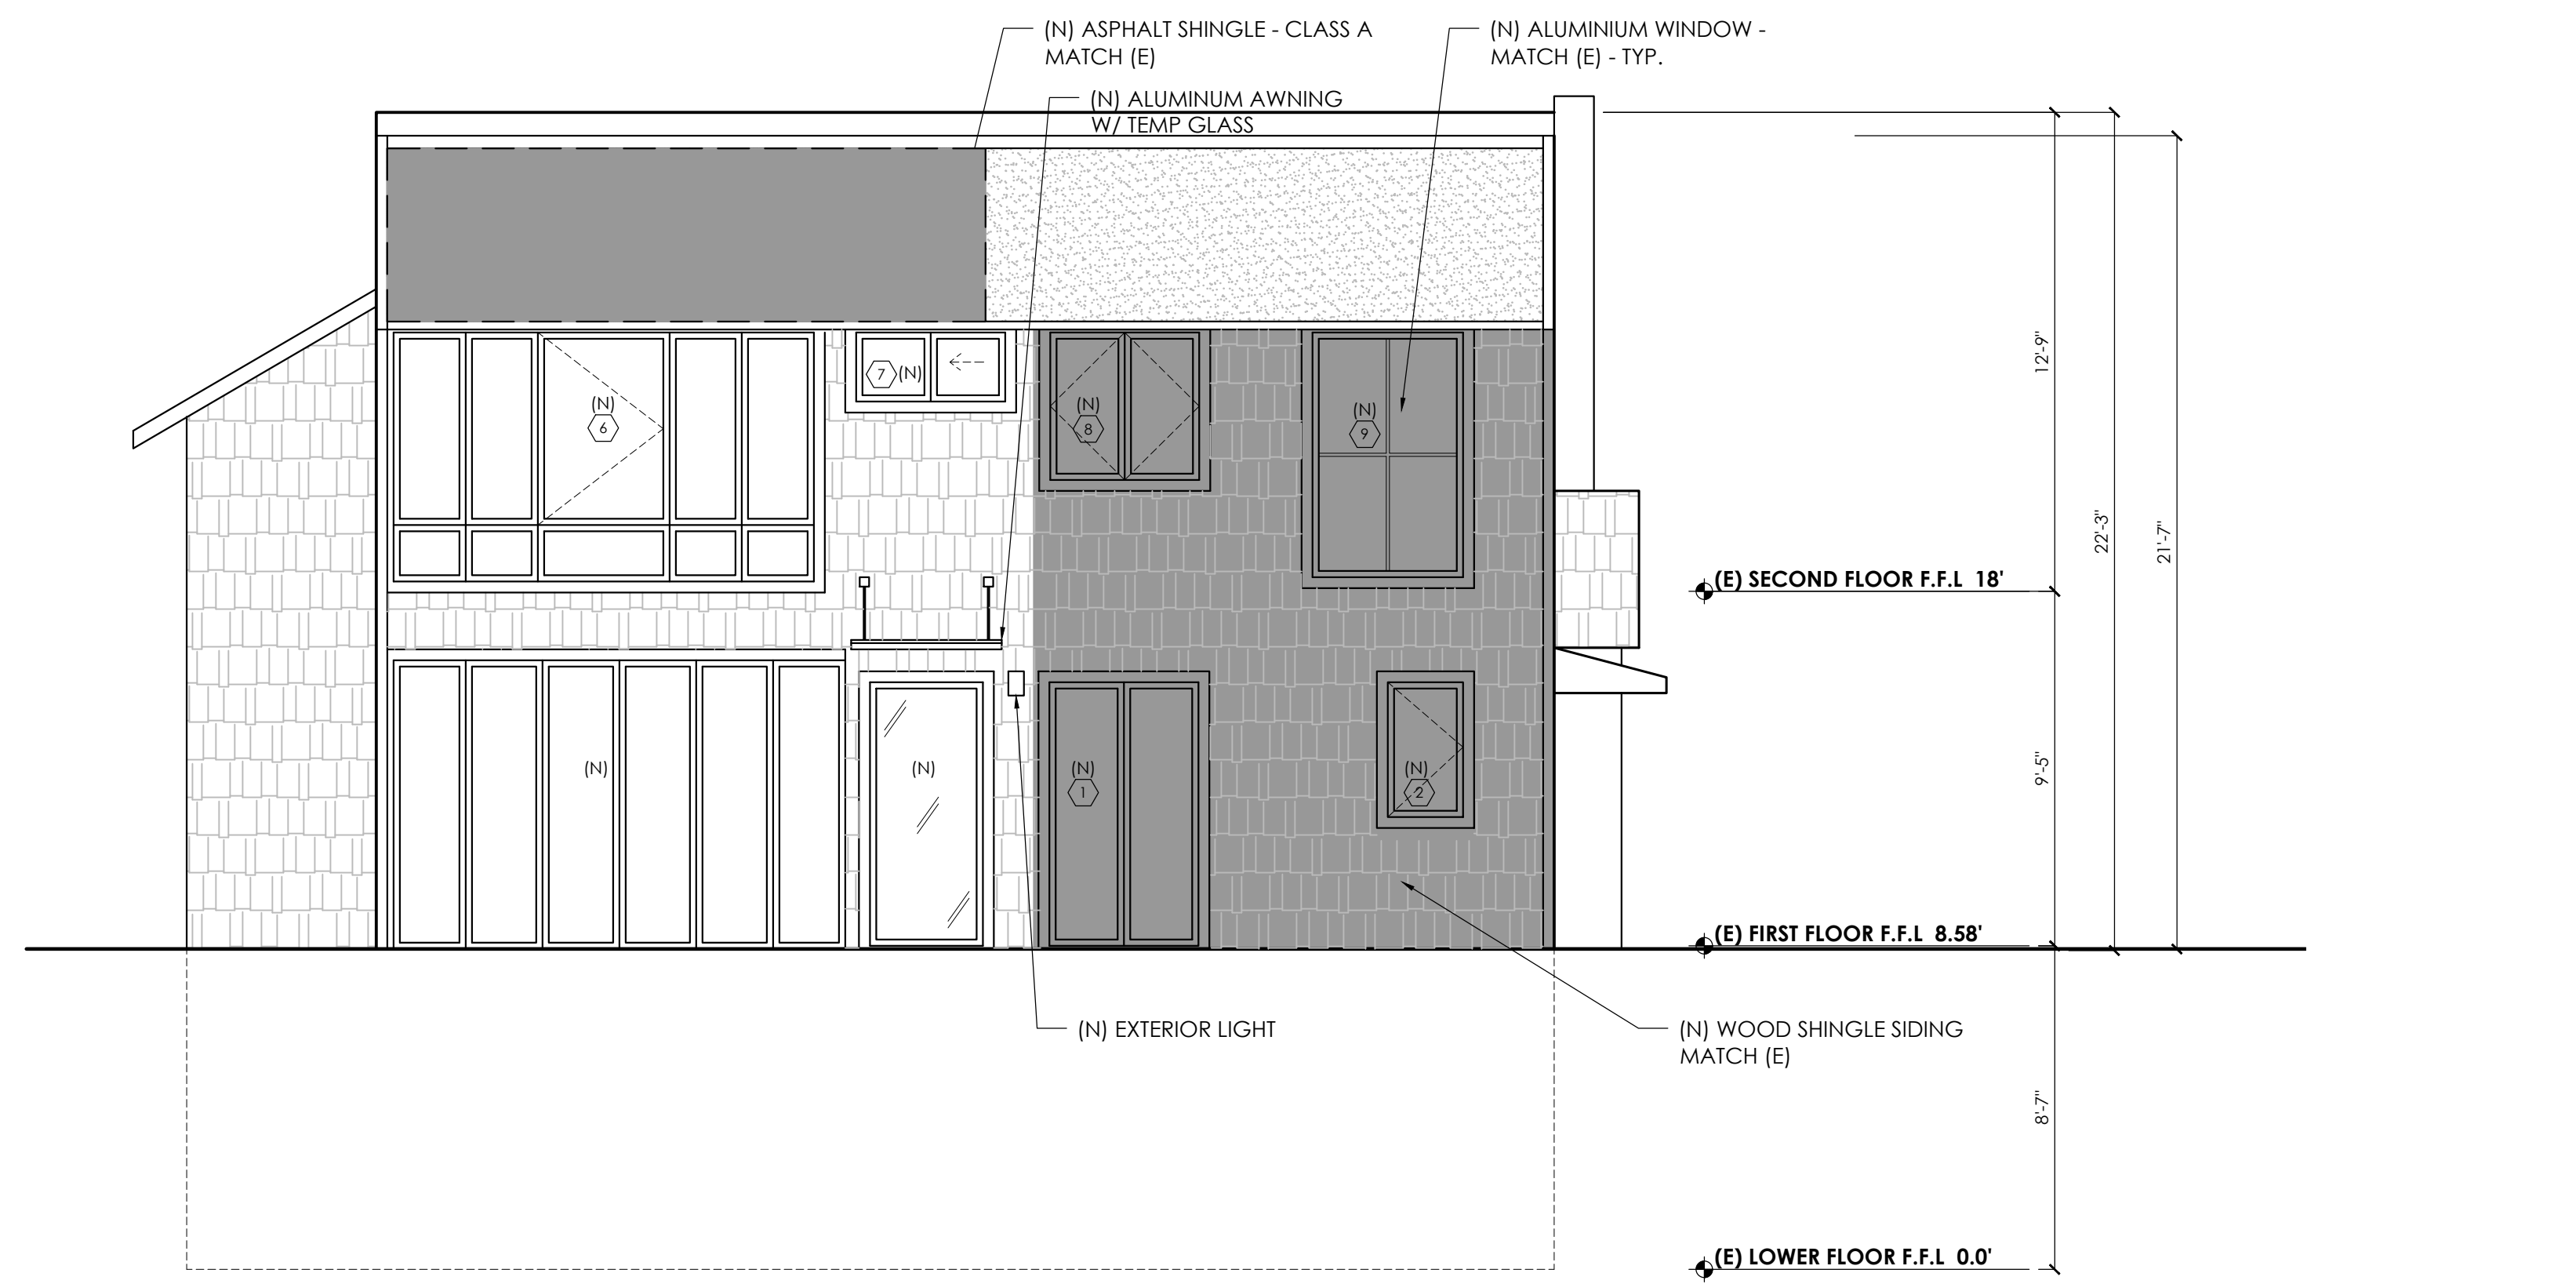 (N) ASPHALT SHINGLE - CLASS A
MATCH (E)
(N) ALUMINIUM WINDOW -
MATCH (E) - TYP.
(N) ALUMINUM AWNING
W/ TEMP GLASS
12'-9"
22'-3"
21'-7"
7 (N)
(N)
6
(N)
8
(N)
9
(E) SECOND FLOOR F.F.L 18'
9'-5"
(N)
(N)
(N)
1
(N)
2
(E) FIRST FLOOR F.F.L 8.58'
(N) EXTERIOR LIGHT
(N) WOOD SHINGLE SIDING
MATCH (E)
8'-7"
(E) LOWER FLOOR F.F.L 0.0'